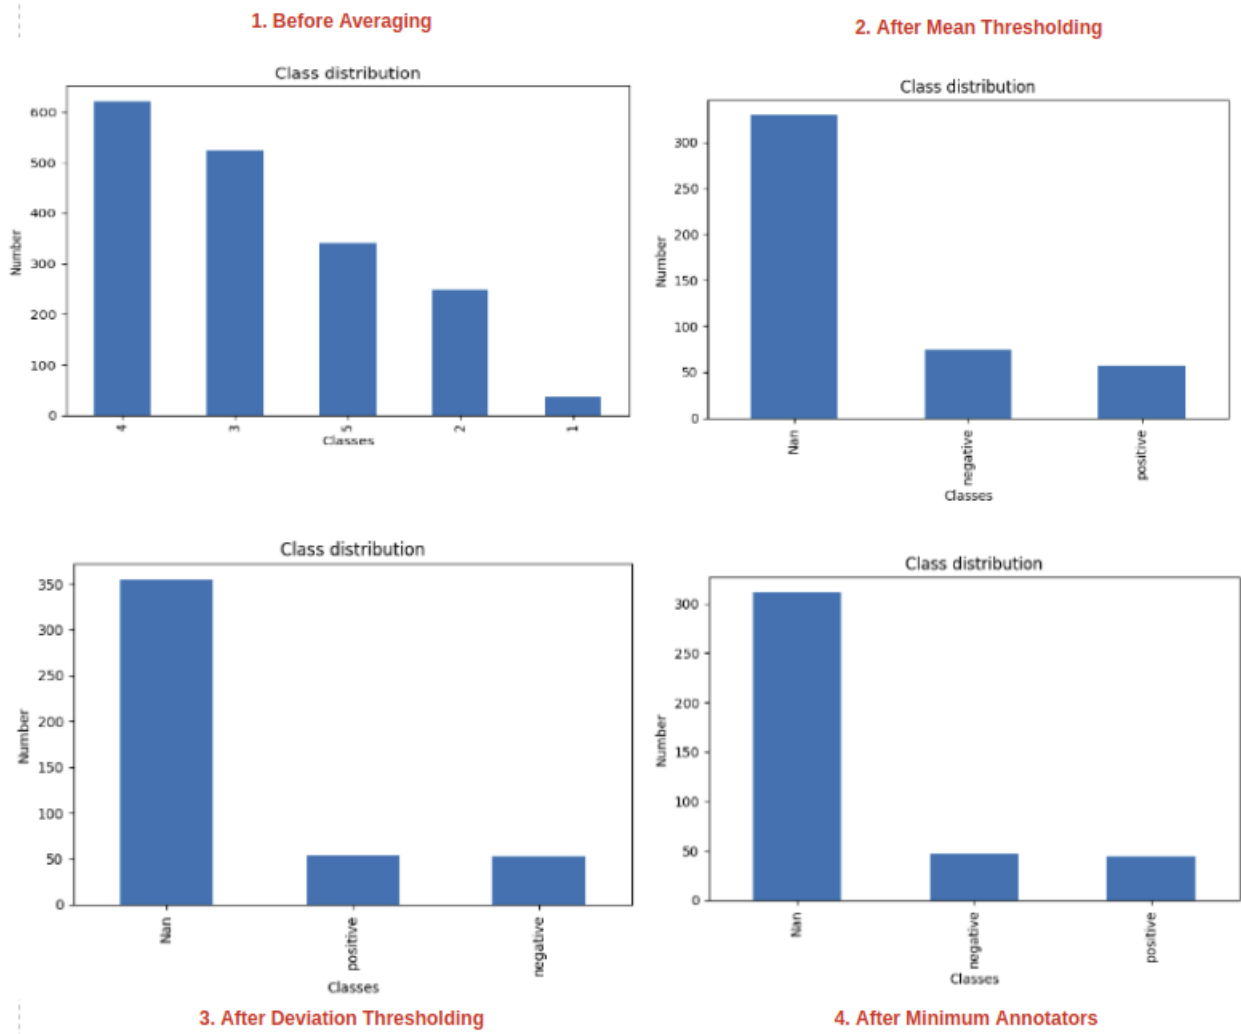 1. Before Averaging
2. After Mean Thresholding
Class distribution
Number
600
500
400
300
200
100
0
4
3
5
2
1
Classes
Class distribution
Number
300
250
200
150
100
50
0
Nan
negative
positive
Classes
Class distribution
Number
350
300
250
200
150
100
50
0
Nan
positive
negative
Classes
Class distribution
Number
300
250
200
150
100
50
0
Nan
negative
positive
Classes
3. After Deviation Thresholding
4. After Minimum Annotators